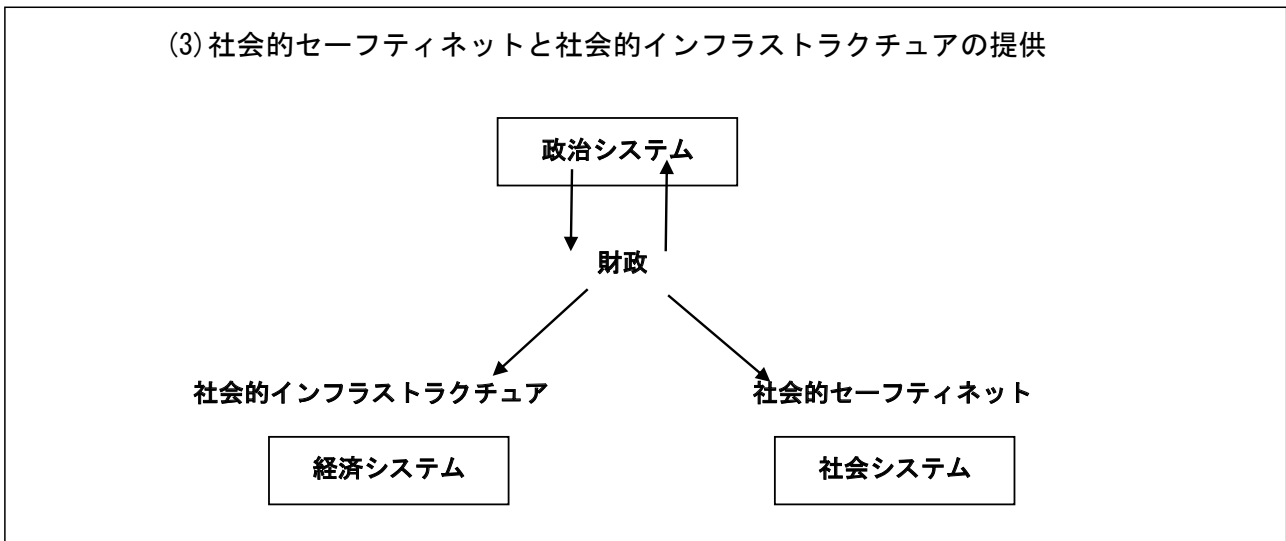 (3)社会的セーフティネットと社会的インフラストラクチュアの提供
政治システム
財政
社会的インフラストラクチュア
社会的セーフティネット
経済システム
社会システム